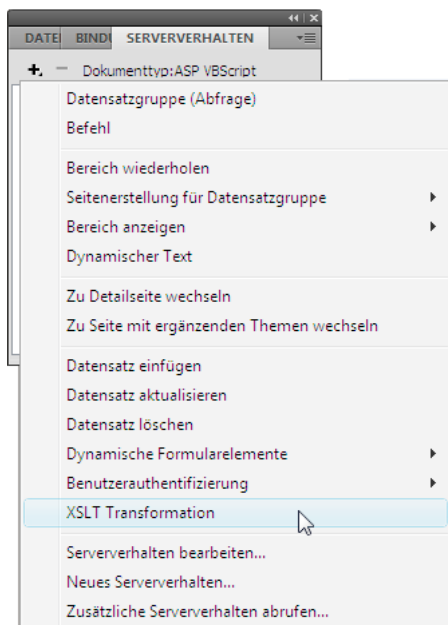 DATE BINDU SERVERVERHALTEN
Dokumenttyp:ASP VBScript
Datensatzgruppe (Abfrage)
Befehl
Bereich wiederholen
Seitenerstellung für Datensatzgruppe
Bereich anzeigen
Dynamischer Text
Zu Detailseite wechseln
Zu Seite mit ergänzenden Themen wechseln
Datensatz einfügen
Datensatz aktualisieren
Datensatz löschen
Dynamische Formularelemente
Benutzerauthentifizierung
XSLT Transformation
Serververhalten bearbeiten...
Neues Serververhalten...
Zusätzliche Serververhalten abrufen...